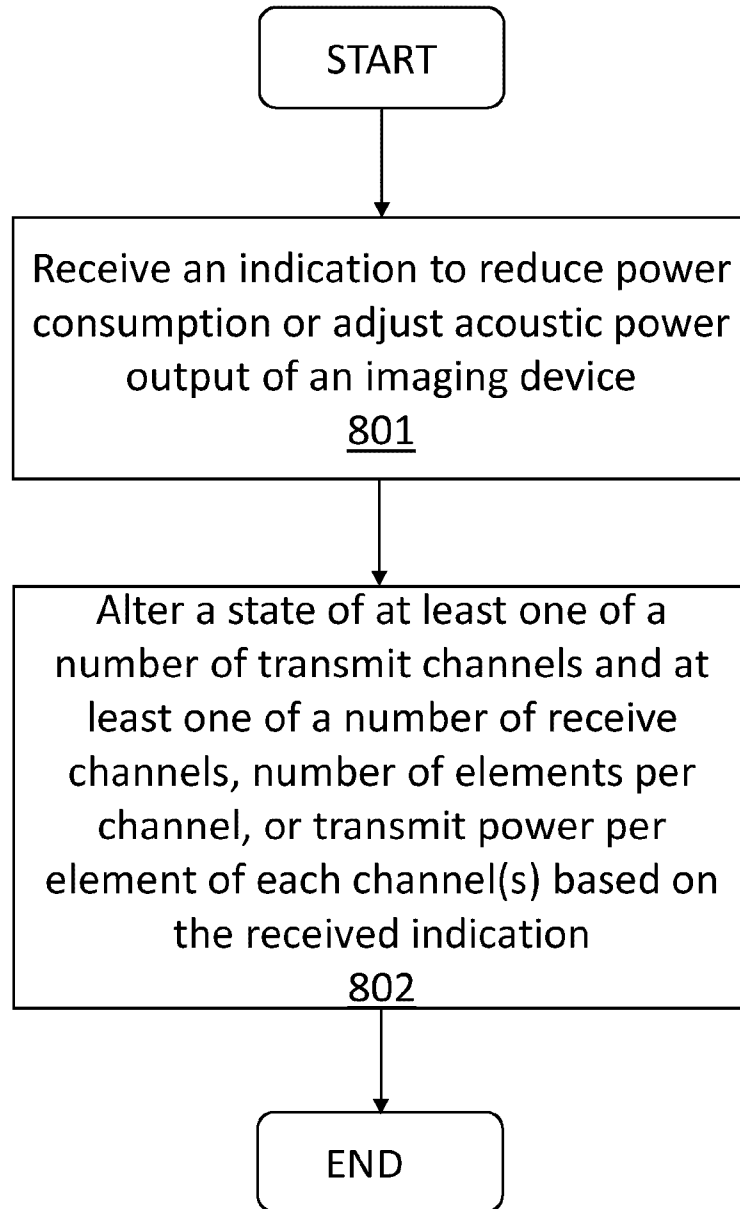 START
Receive an indication to reduce power
consumption or adjust acoustic power
output of an imaging device
801
Alter a state of at least one of a
number of transmit channels and at
least one of a number of receive
channels, number of elements per
channel, or transmit power per
element of each channel(s) based on
the received indication
802
END